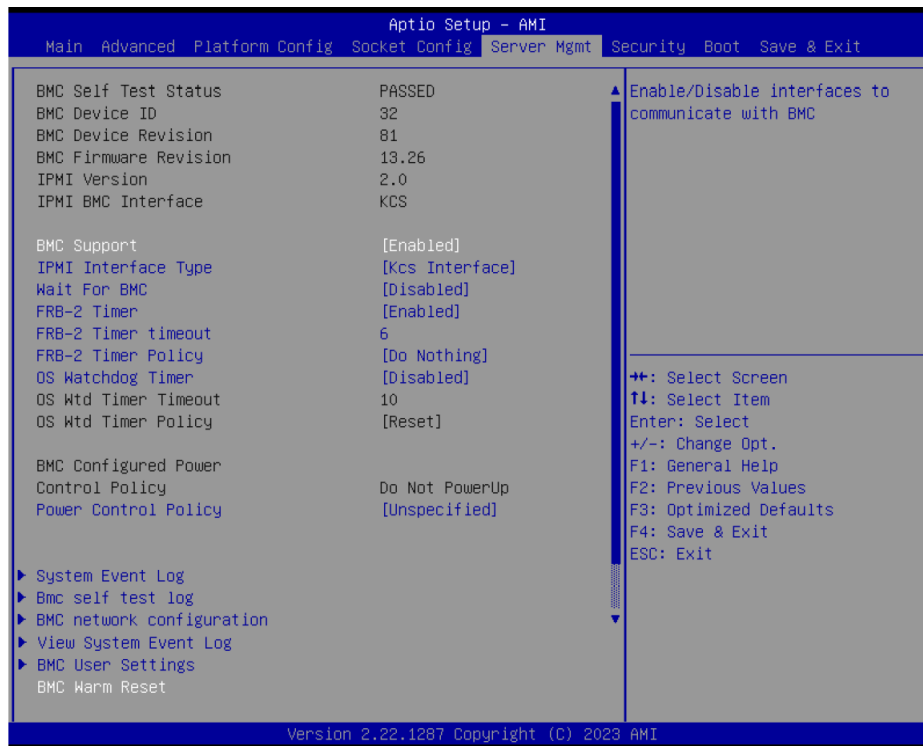 Aptio Setup – AMI
Main Advanced Platform Config Socket Config Server Mgmt Security Boot Save & Exit
BMC Self Test Status PASSED
BMC Device ID 32
BMC Device Revision 81
BMC Firmware Revision 13.26
IPMI Version 2.0
IPMI BMC Interface KCS
BMC Support [Enabled]
IPMI Interface Type [Kcs Interface]
Wait For BMC [Disabled]
FRB-2 Timer [Enabled]
FRB-2 Timer timeout 6
FRB-2 Timer Policy [Do Nothing]
OS Watchdog Timer [Disabled]
OS Wtd Timer Timeout 10
OS Wtd Timer Policy [Reset]
BMC Configured Power
Control Policy Do Not PowerUp
Power Control Policy [Unspecified]
▶ System Event Log
▶ Bmc self test log
▶ BMC network configuration
▶ View System Event Log
▶ BMC User Settings
BMC Warm Reset
Enable/Disable interfaces to
communicate with BMC
→←: Select Screen
↑↓: Select Item
Enter: Select
+/-: Change Opt.
F1: General Help
F2: Previous Values
F3: Optimized Defaults
F4: Save & Exit
ESC: Exit
Version 2.22.1287 Copyright (C) 2023 AMI